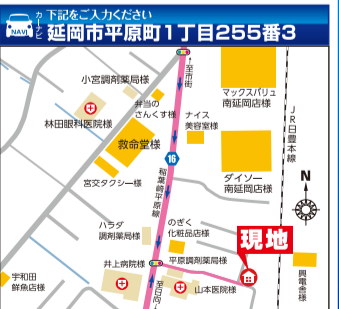 カーナビ
NAVI
下記をご入力ください
延岡市平原町1丁目255番3
至市街
小宮調剤薬局様
弁当の
さんくす様
マックスバリュ
南延岡店様
林田眼科医院様
ナイス
美容室様
救命堂様
JR日豊本線
16
宮交タクシー様
稲葉崎平原線
ダイソー
南延岡店様
N
ハラダ
調剤薬局様
のぎく
化粧品店様
現地
井上病院様
平原調剤薬局様
宇和田
鮮魚店様
至日向
山本医院様
興電舎様